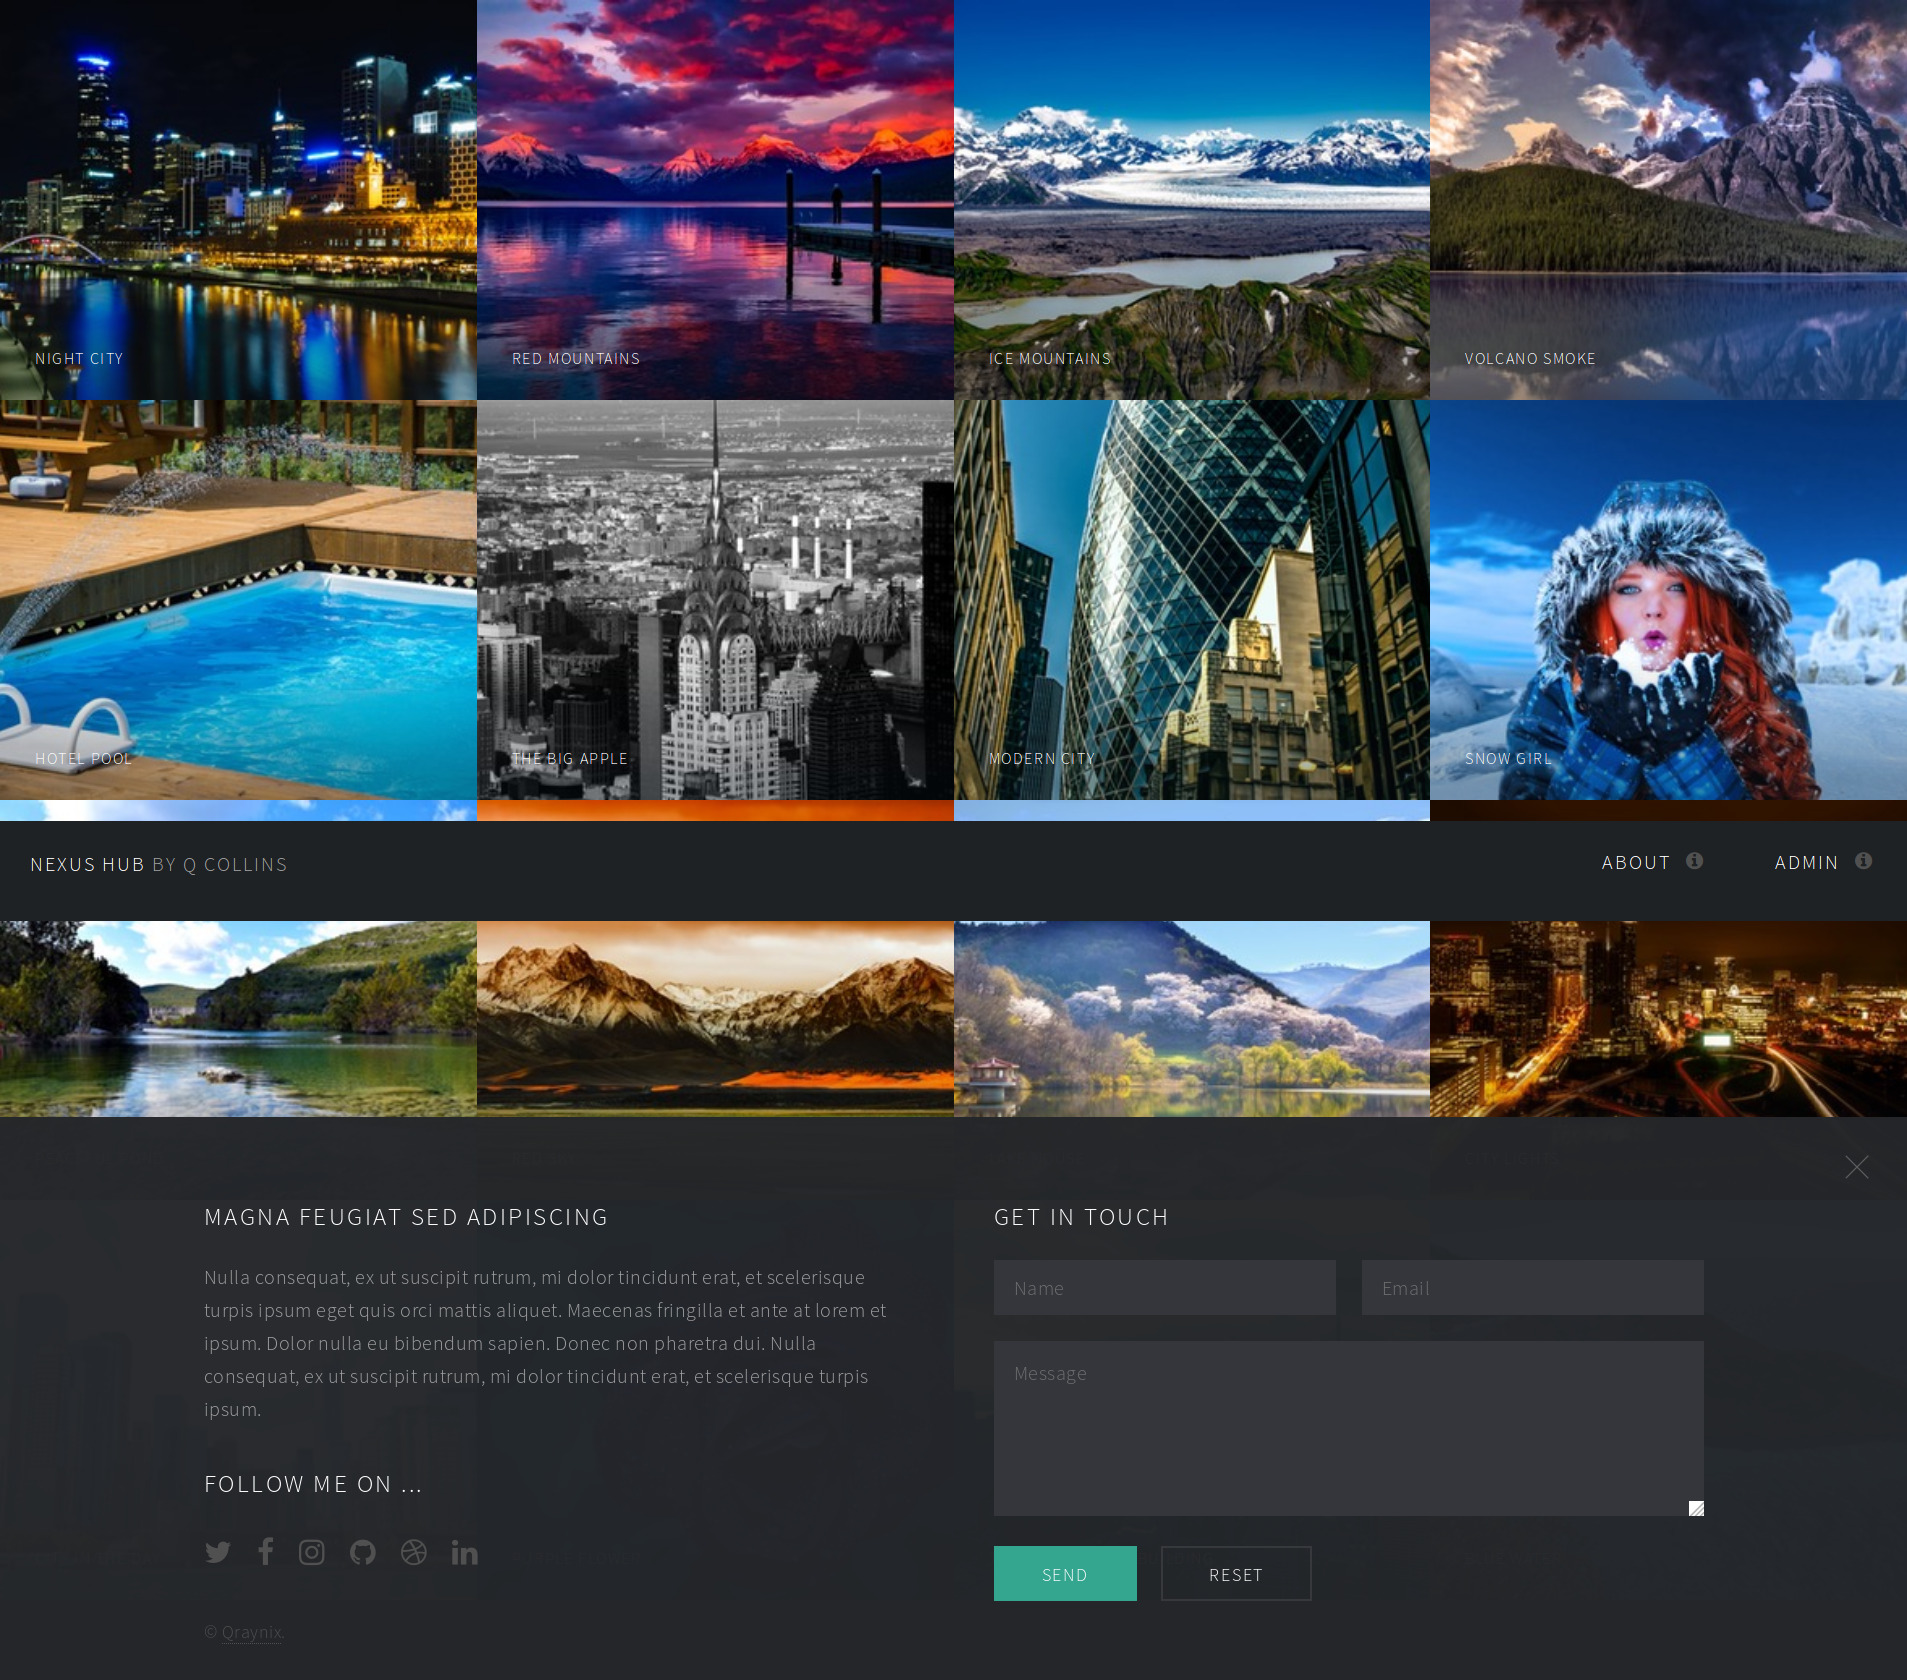 NIGHT CITY
RED MOUNTAINS
ICE MOUNTAINS
VOLCANO SMOKE
HOTEL POOL
THE BIG APPLE
MODERN CITY
SNOW GIRL
NEXUS HUB BY Q COLLINS
ABOUT
ADMIN
MAGNA FEUGIAT SED ADIPISCING
Nulla consequat, ex ut suscipit rutrum, mi dolor tincidunt erat, et scelerisque
turpis ipsum eget quis orci mattis aliquet. Maecenas fringilla et ante at lorem et
ipsum. Dolor nulla eu bibendum sapien. Donec non pharetra dui. Nulla
consequat, ex ut suscipit rutrum, mi dolor tincidunt erat, et scelerisque turpis
ipsum.
FOLLOW ME ON ...
© Qraynix.
GET IN TOUCH
Name
Email
Message
SEND
RESET